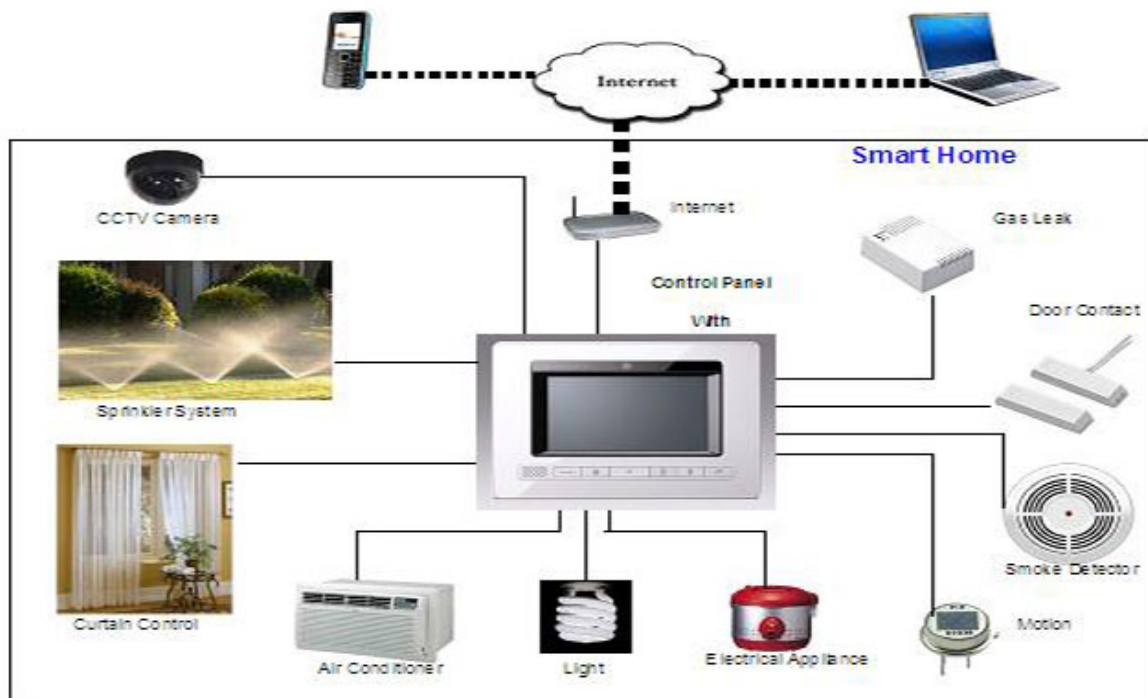 Internet
Smart Home
CCTV Camera
Internet
Gas Leak
Control Panel
With
Door Contact
Sprinkler System
Smoke Detector
Curtain Control
Motion
Air Conditioner
Light
Electrical Appliance